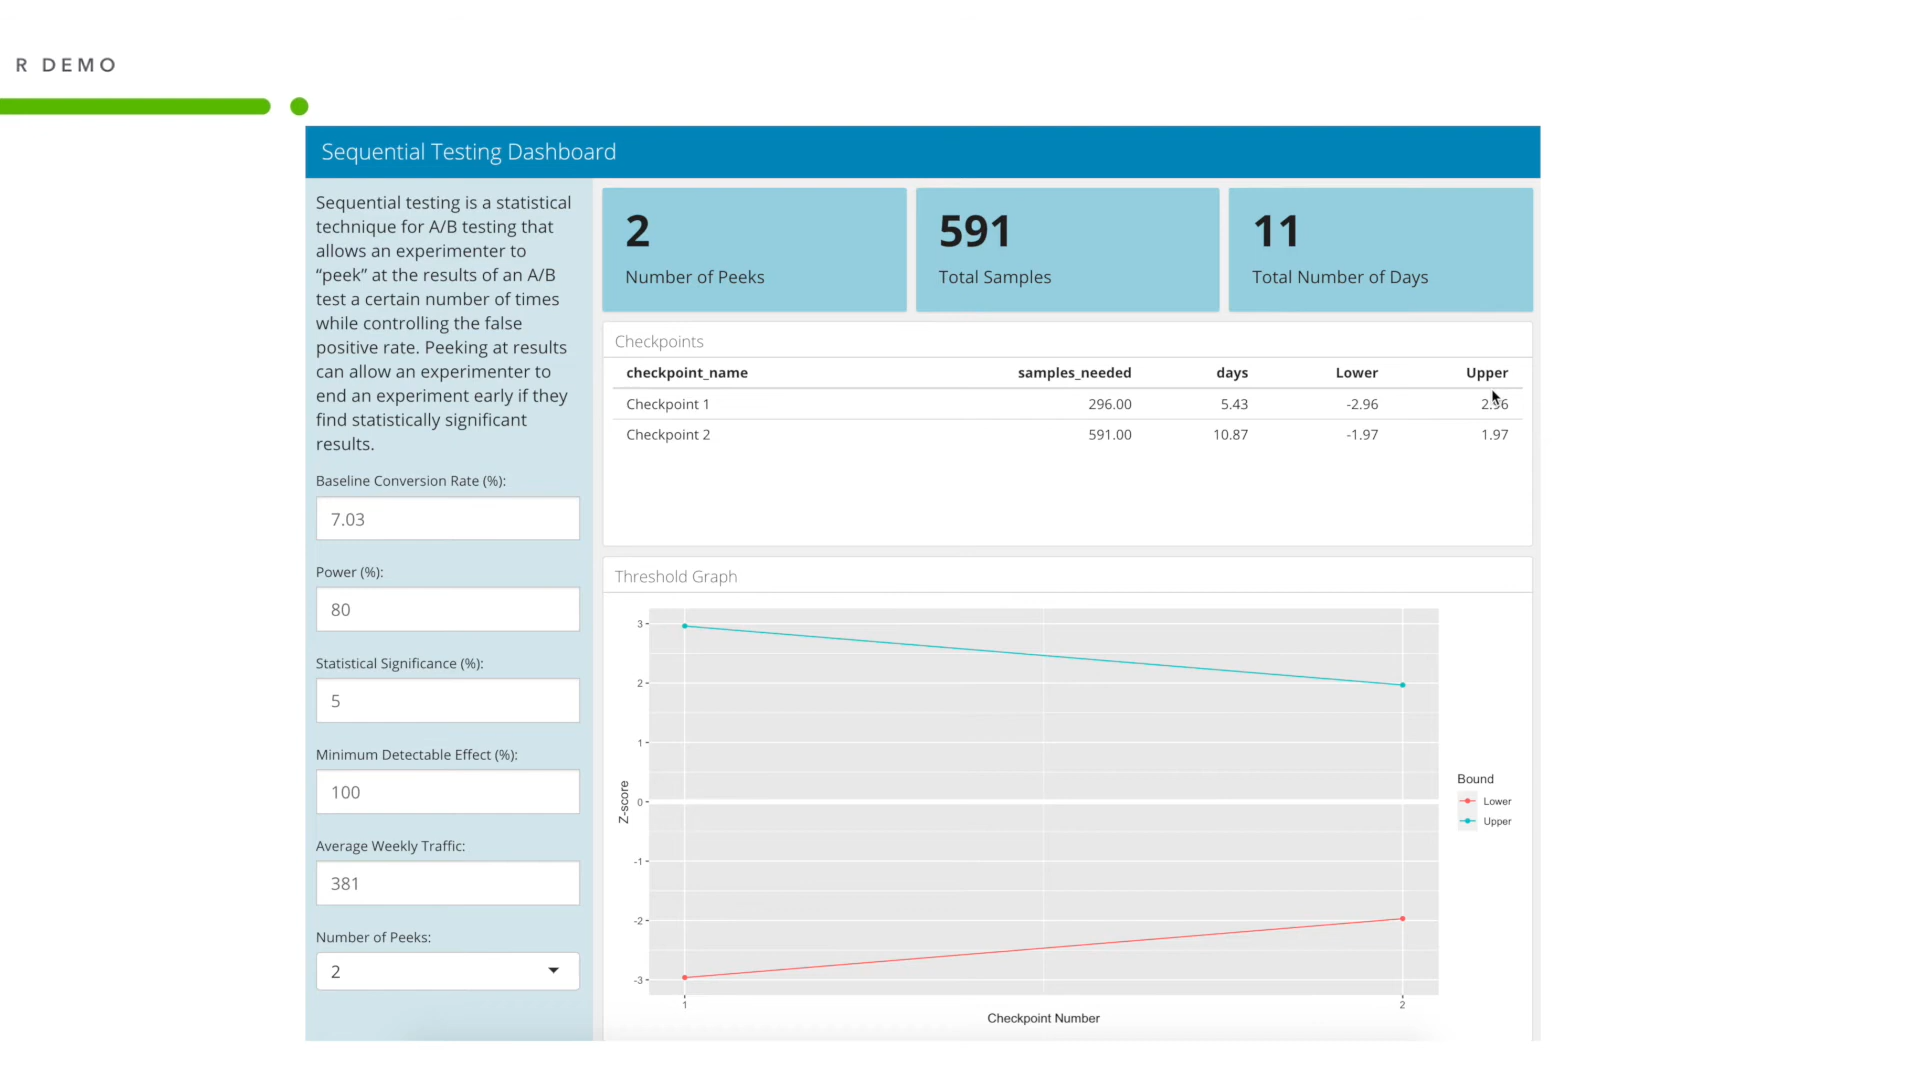 R DEMO
Sequential Testing Dashboard
Sequential testing is a statistical
technique for A/B testing that
allows an experimenter to
“peek” at the results of an A/B
test a certain number of times
while controlling the false
positive rate. Peeking at results
can allow an experimenter to
end an experiment early if they
find statistically significant
results.
Baseline Conversion Rate (%):
7.03
Power (%):
80
Statistical Significance (%):
5
Minimum Detectable Effect (%):
100
Average Weekly Traffic:
381
Number of Peeks:
2
2
Number of Peeks
591
Total Samples
11
Total Number of Days
Checkpoints
checkpoint_name samples_needed days Lower Upper
Checkpoint 1 296.00 5.43 -2.96 2.96
Checkpoint 2 591.00 10.87 -1.97 1.97
Threshold Graph
3
2
1
0
-1
-2
-3
Z-score
1 2
Checkpoint Number
Bound
Lower
Upper